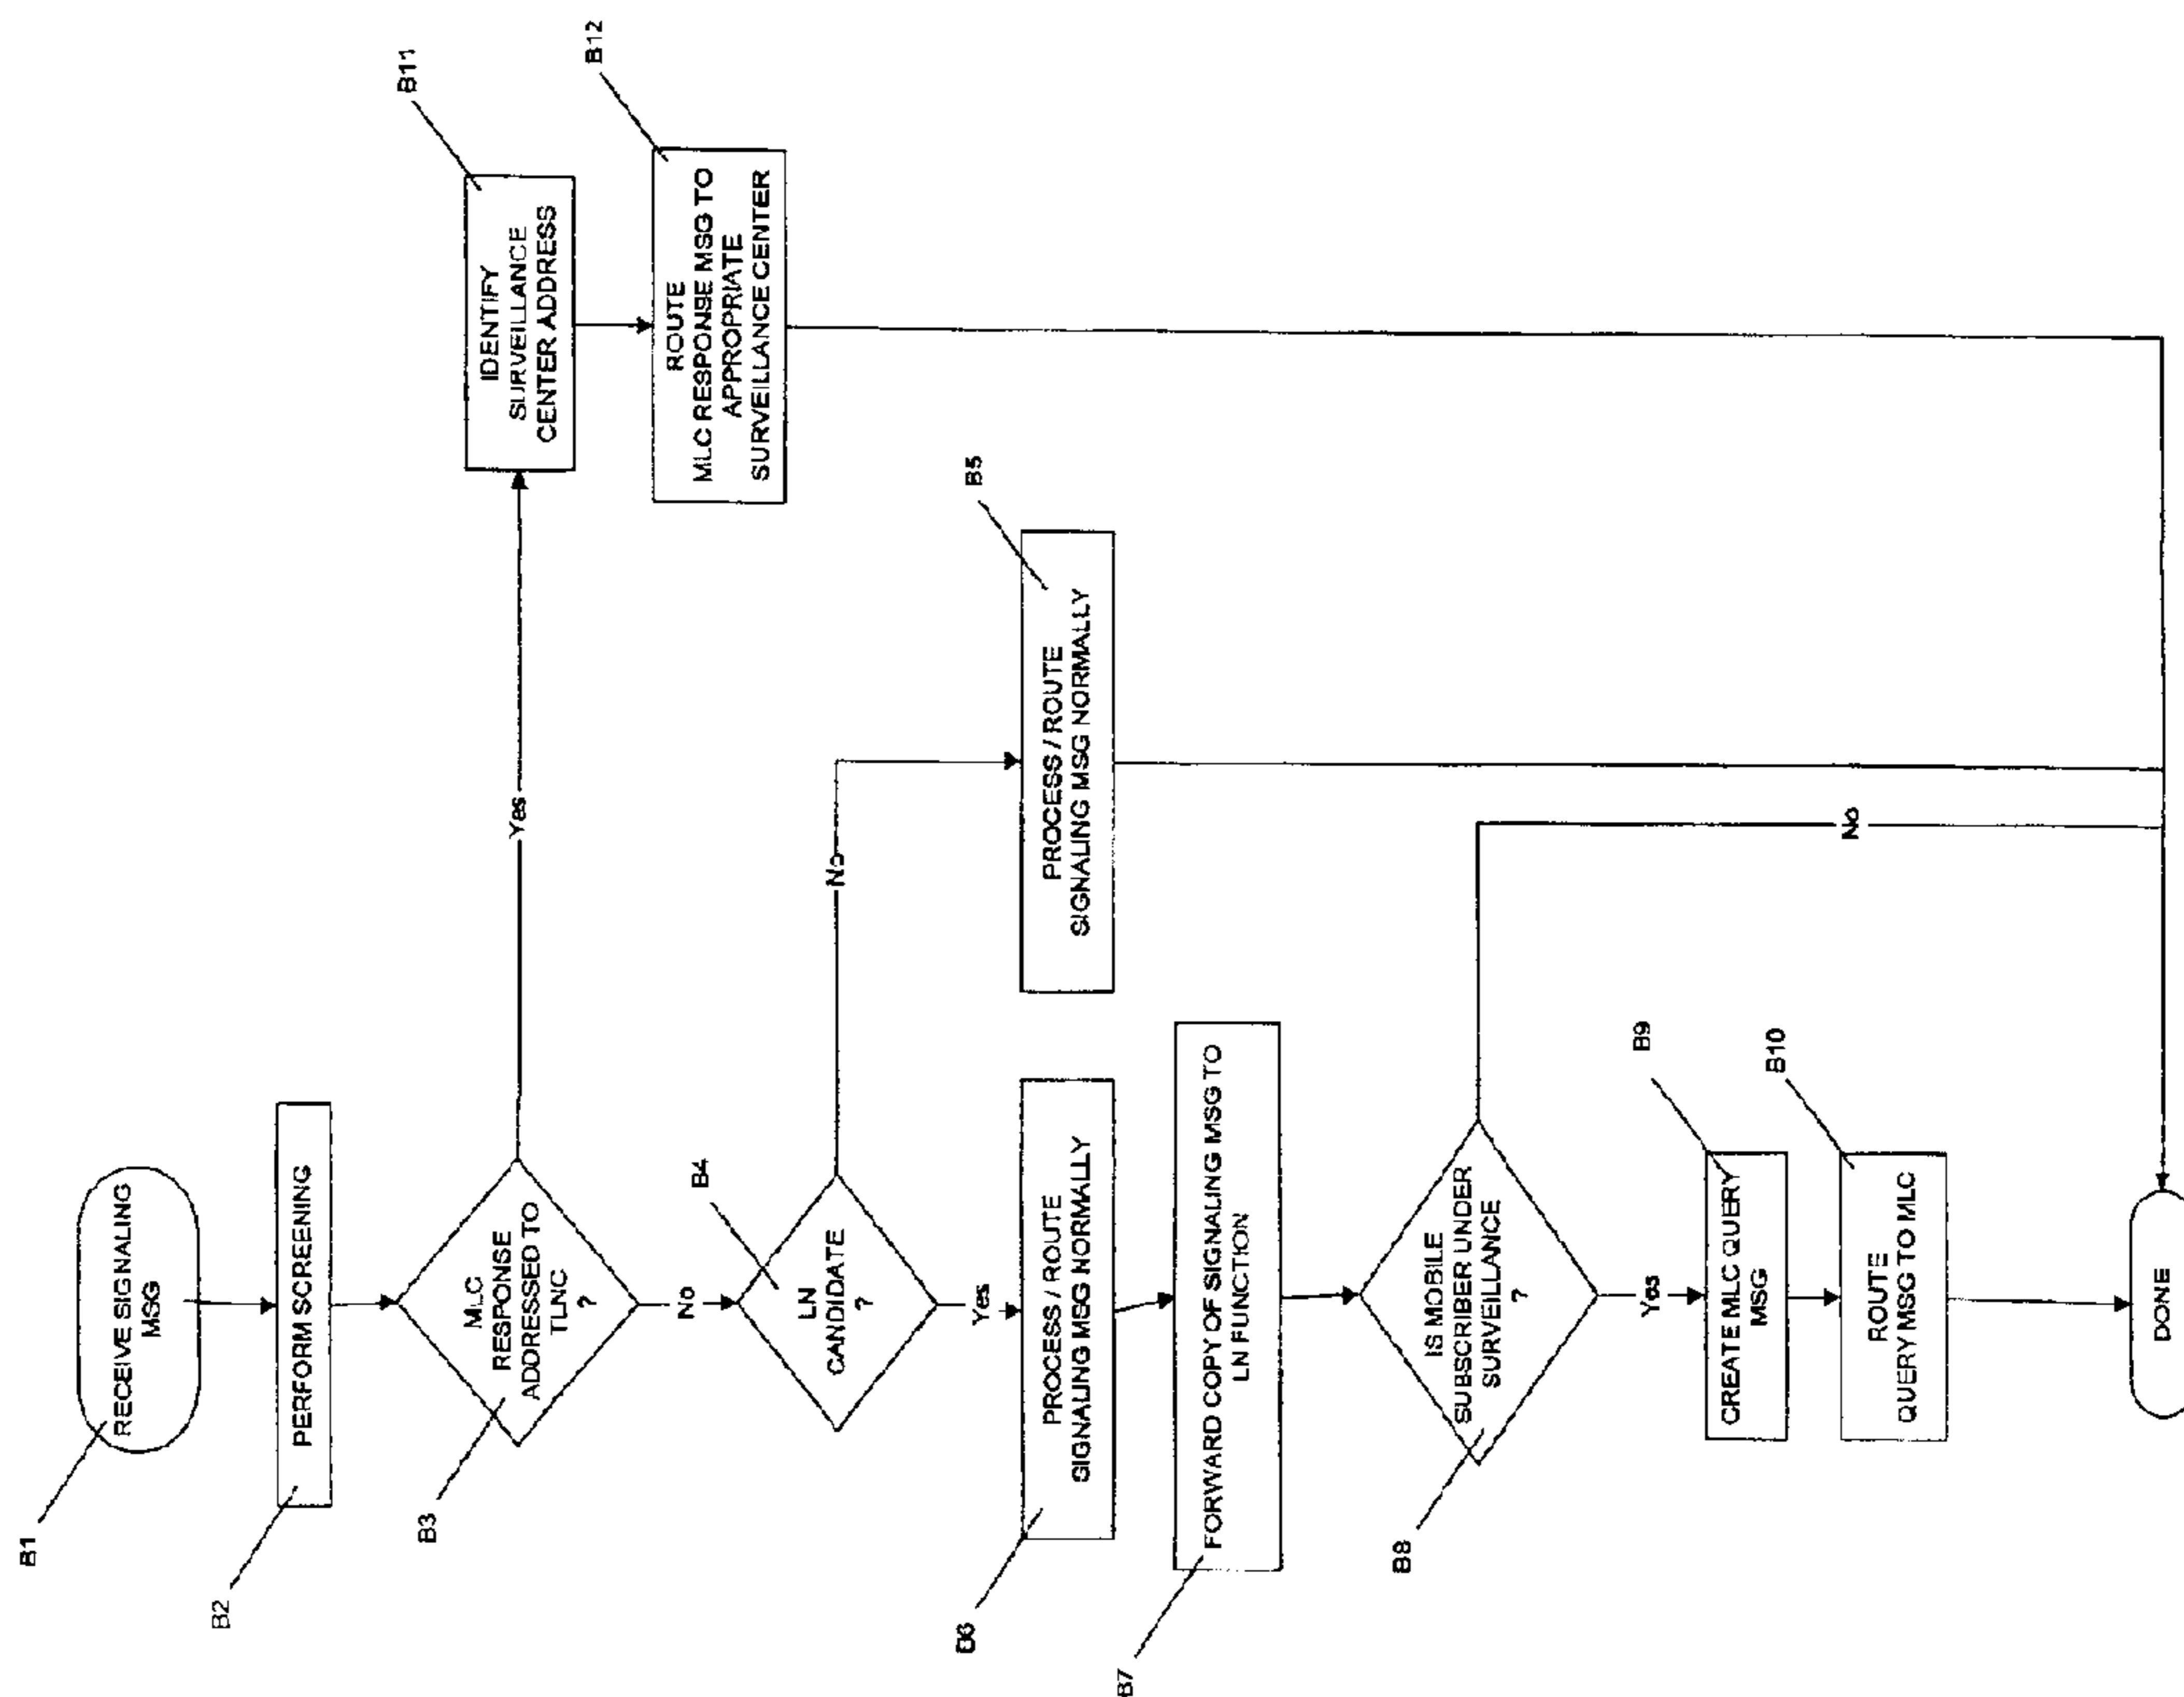 B1
RECEIVE SIGNALING
MSG
B2
PERFORM SCREENING
B3
MLC
RESPONSE
ADDRESSED TO
TLNC
?
Yes
B11
IDENTIFY
SURVEILLANCE
CENTER ADDRESS
B12
ROUTE
MLC RESPONSE MSG TO
APPROPRIATE
SURVEILLANCE CENTER
No
B4
LN
CANDIDATE
?
No
B5
PROCESS / ROUTE
SIGNALING MSG NORMALLY
Yes
B6
PROCESS / ROUTE
SIGNALING MSG NORMALLY
B7
FORWARD COPY OF SIGNALING MSG TO
LN FUNCTION
B8
IS MOBILE
SUBSCRIBER UNDER
SURVEILLANCE
?
No
Yes
B9
CREATE MLC QUERY
MSG
B10
ROUTE
QUERY MSG TO MLC
DONE